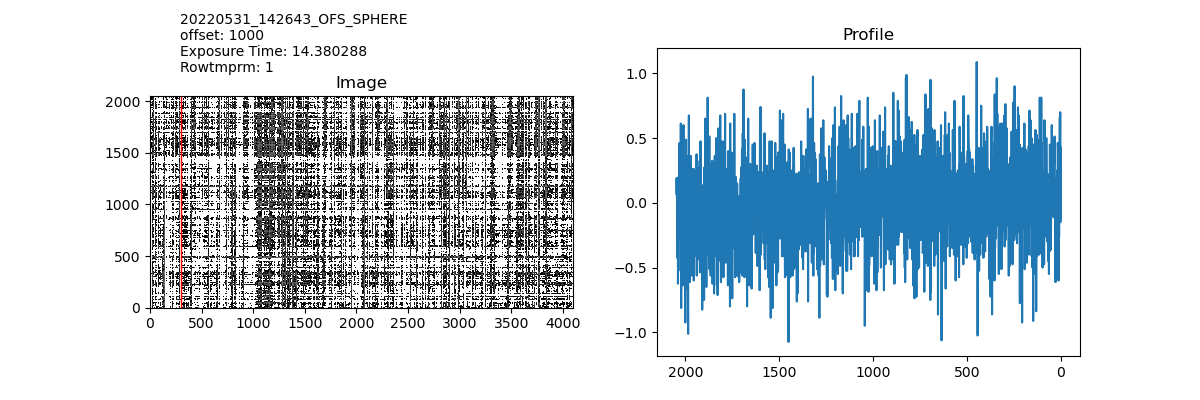 20220531_142643_OFS_SPHERE
offset: 1000
Exposure Time: 14.380288
Rowtmprm: 1
Image
2000
1500
1000
500
0
0 500 1000 1500 2000 2500 3000 3500 4000
Profile
1.0
0.5
0.0
−0.5
−1.0
2000 1500 1000 500 0